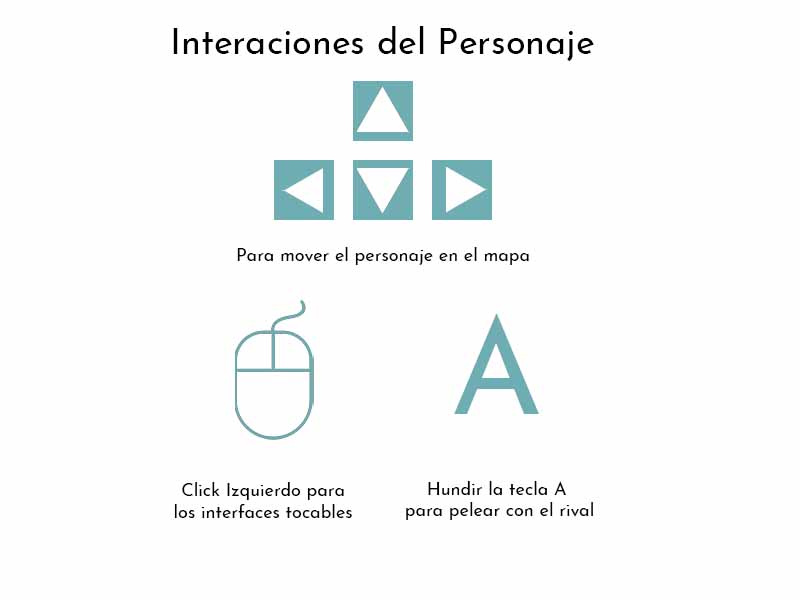 Interaciones del Personaje
Para mover el personaje en el mapa
A
Click Izquierdo para
los interfaces tocables
Hundir la tecla A
para pelear con el rival